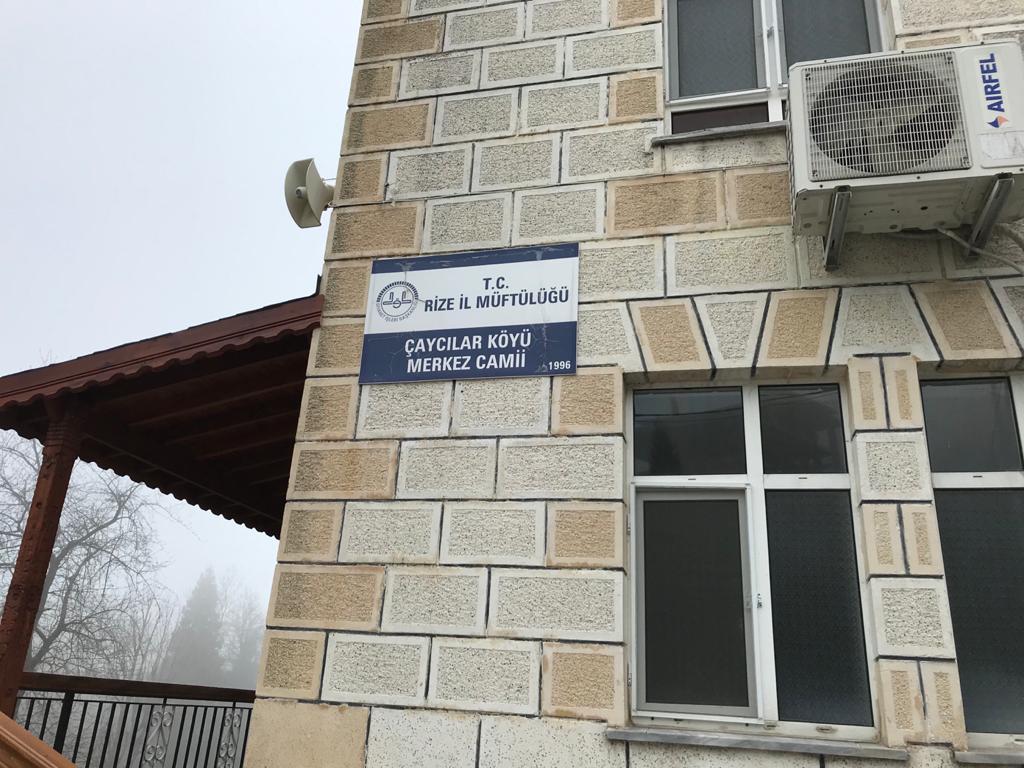 T.C.
RİZE İL MÜFTÜLÜĞÜ
ÇAYCILAR KÖYÜ
MERKEZ CAMİİ
1996
AIRFEL